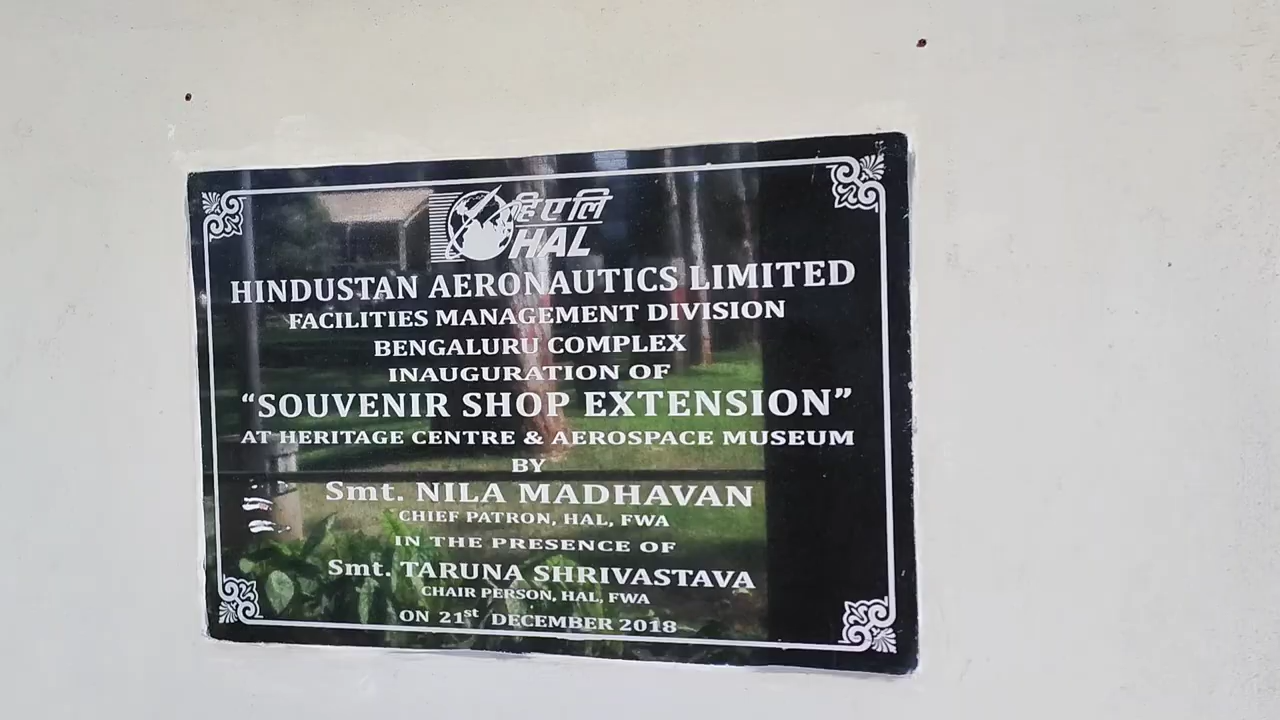 हिएलि
HAL
HINDUSTAN AERONAUTICS LIMITED
FACILITIES MANAGEMENT DIVISION
BENGALURU COMPLEX
INAUGURATION OF
“SOUVENIR SHOP EXTENSION”
AT HERITAGE CENTRE & AEROSPACE MUSEUM
BY
Smt. NILA MADHAVAN
CHIEF PATRON, HAL, FWA
IN THE PRESENCE OF
Smt. TARUNA SHRIVASTAVA
CHAIR PERSON, HAL, FWA
ON 21st DECEMBER 2018